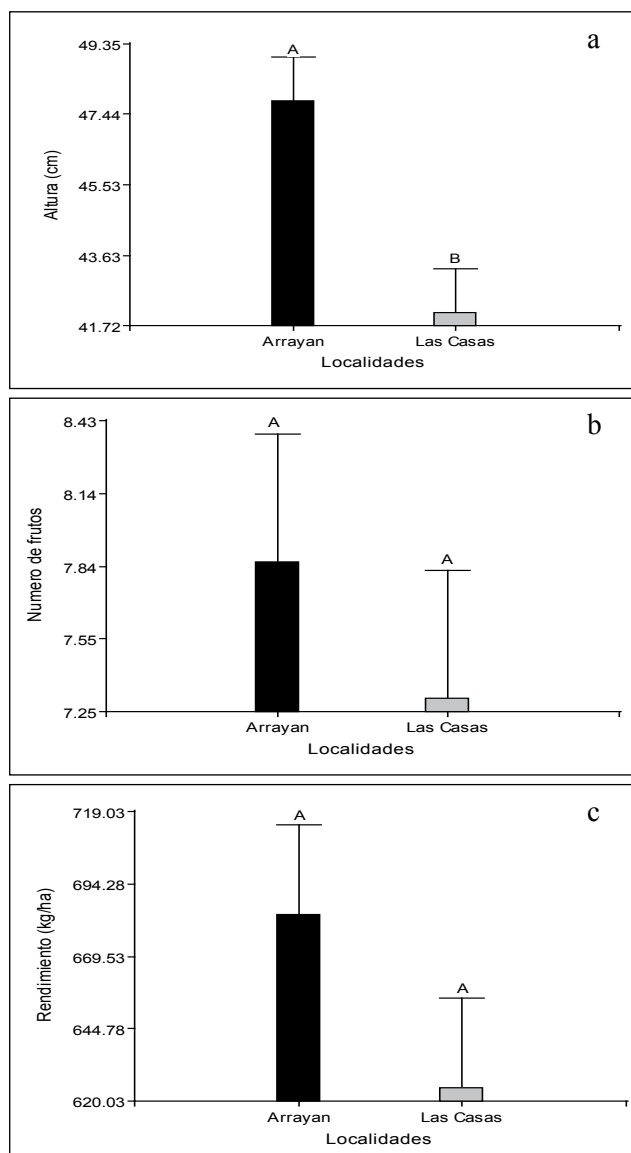 a
49.35
A
47.44
Altura (cm)
45.53
43.63
B
41.72
Arrayan Las Casas
Localidades
b
8.43
A
8.14
Numero de frutos
7.84
A
7.55
7.25
Arrayan Las Casas
Localidades
c
719.03
A
694.28
Rendimiento (kg/ha)
669.53
A
644.78
620.03
Arrayan Las Casas
Localidades